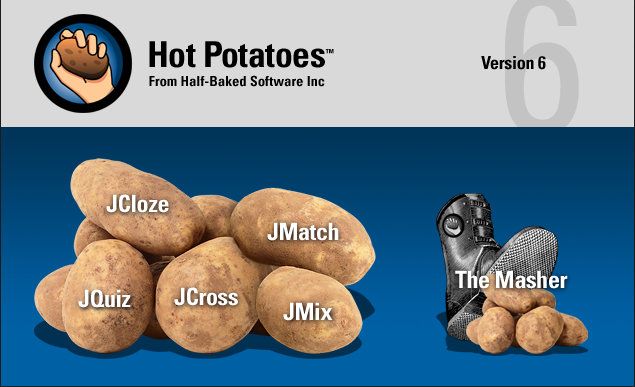 Hot Potatoes™
From Half-Baked Software Inc
6
Version 6
JCloze
JMatch
JQuiz
JCross
JMix
The Masher